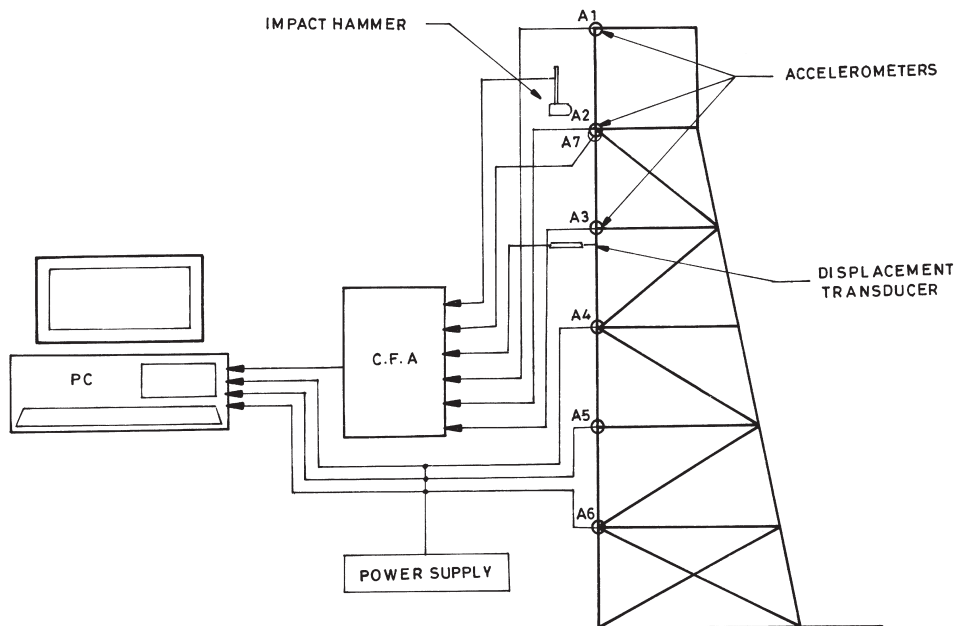 A1
IMPACT HAMMER
ACCELEROMETERS
A2
A7
A3
DISPLACEMENT
TRANSDUCER
A4
C.F.A
PC
A5
A6
POWER SUPPLY